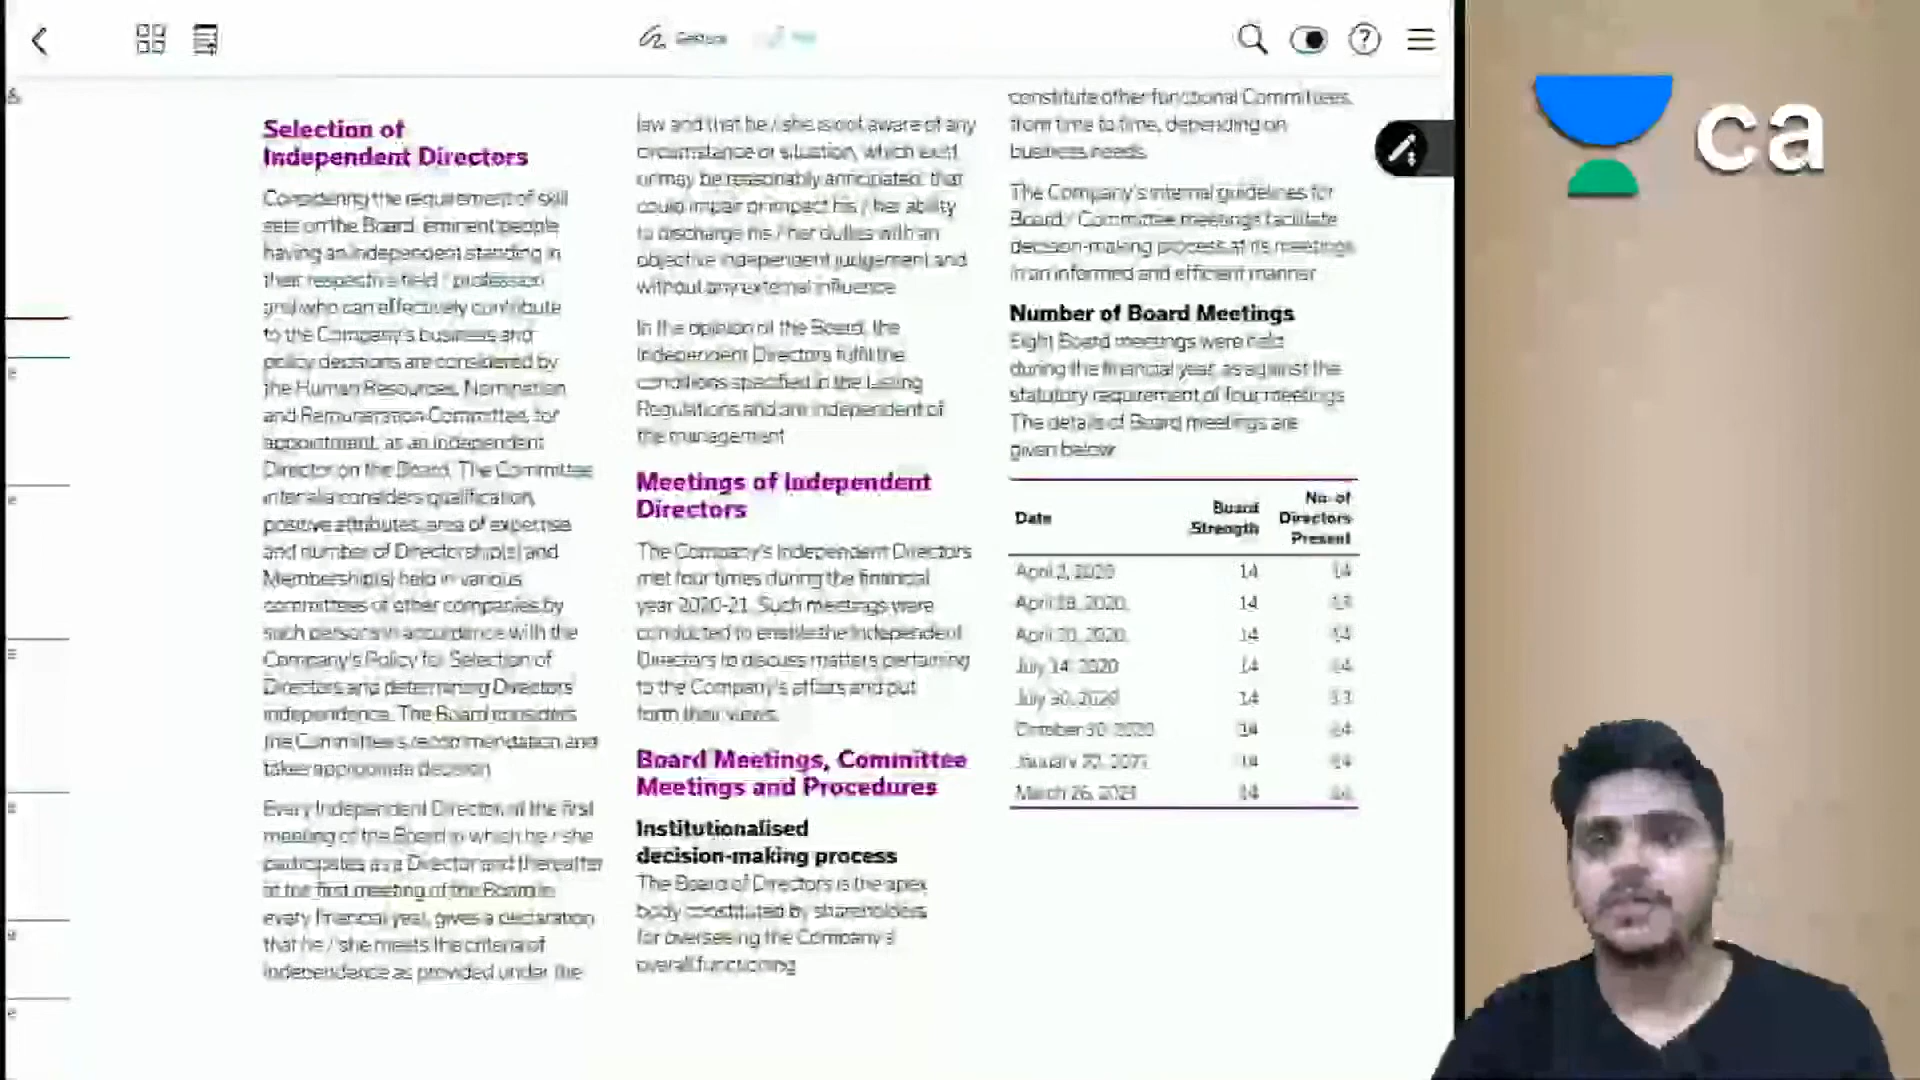 Gesture
ca
Selection of
Independent Directors
Considering the requirement of skill
sets on the Board, eminent people
having an independent standing in
their respective field / profession
and who can effectively contribute
to the Company's business and
policy decisions are considered by
the Human Resources, Nomination
and Remuneration Committee, for
appointment, as an Independent
Director on the Board. The Committee
inter alia considers qualification,
positive attributes, area of expertise
and number of Directorship(s) and
Membership(s) held in various
committees of other companies by
such persons in accordance with the
Company's Policy for Selection of
Directors and determining Directors'
independence. The Board considers
the Committee's recommendation and
takes appropriate decision.
Every Independent Director, at the first
meeting of the Board in which he / she
participates as a Director and thereafter
at the first meeting of the Board in
every financial year, gives a declaration
that he / she meets the criteria of
independence as provided under the
law and that he / she is not aware of any
circumstance or situation, which exist
or may be reasonably anticipated, that
could impair or impact his / her ability
to discharge his / her duties with an
objective independent judgement and
without any external influence.
In the opinion of the Board, the
Independent Directors fulfil the
conditions specified in the Listing
Regulations and are independent of
the management.
Meetings of Independent
Directors
The Company's Independent Directors
met four times during the financial
year 2020-21. Such meetings were
conducted to enable the Independent
Directors to discuss matters pertaining
to the Company's affairs and put
forth their views.
Board Meetings, Committee
Meetings and Procedures
Institutionalised
decision-making process
The Board of Directors is the apex
body constituted by shareholders
for overseeing the Company's
overall functioning.
constitute other functional Committees,
from time to time, depending on
business needs.
The Company's internal guidelines for
Board / Committee meetings facilitate
decision-making process at its meetings
in an informed and efficient manner.
Number of Board Meetings
Eight Board meetings were held
during the financial year, as against the
statutory requirement of four meetings.
The details of Board meetings are
given below:
Date Board Strength No. of Directors Present
April 2, 2020 14 14
April 2020 14 13
April 30, 2020 14 14
July 14, 2020 14 14
July 30, 2020 14 13
October 30, 2020 14 14
January 22, 2021 14 14
March 26, 2021 14